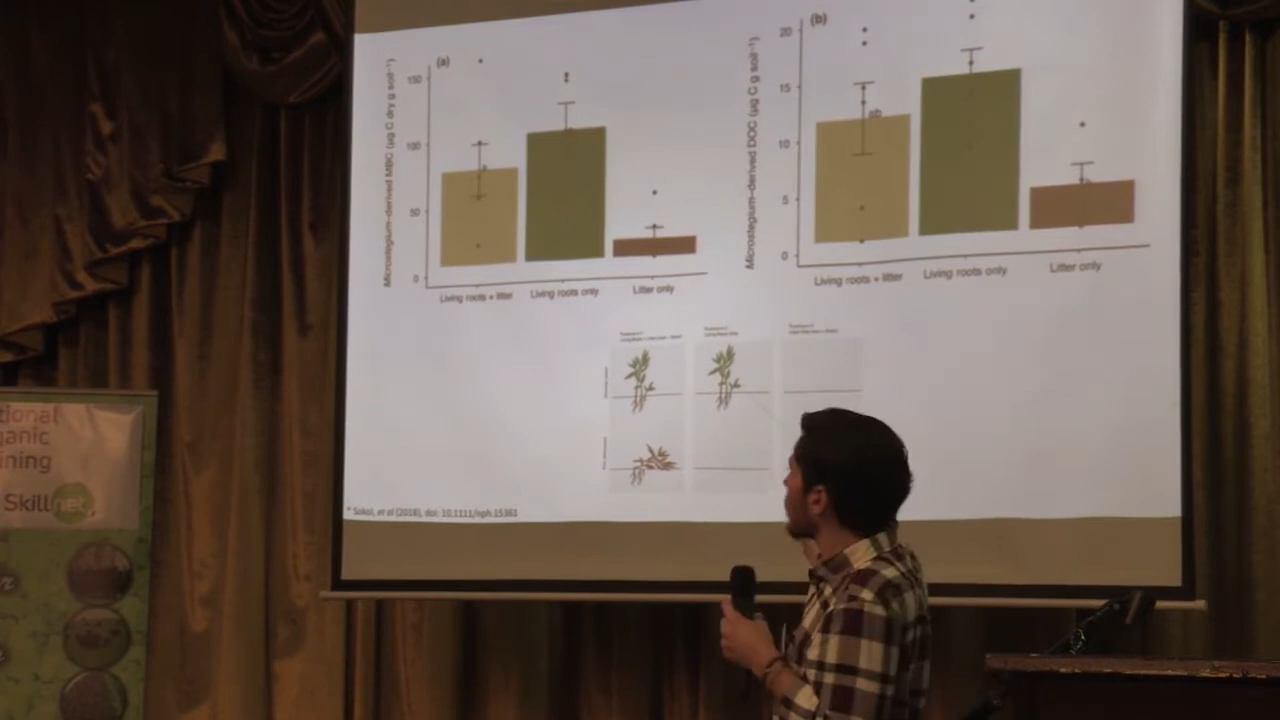 (a)
Microstegium-derived MBC (µg C dry g soil⁻¹)
150
100
50
0
Living roots + litter
Living roots only
Litter only
(b)
Microstegium-derived DOC (µg C g soil⁻¹)
20
15
10
5
0
ab
Living roots + litter
Living roots only
Litter only
* Sokol, et al (2018), doi: 10.1111/nph.15361
tional
ganic
ining
Skillnet